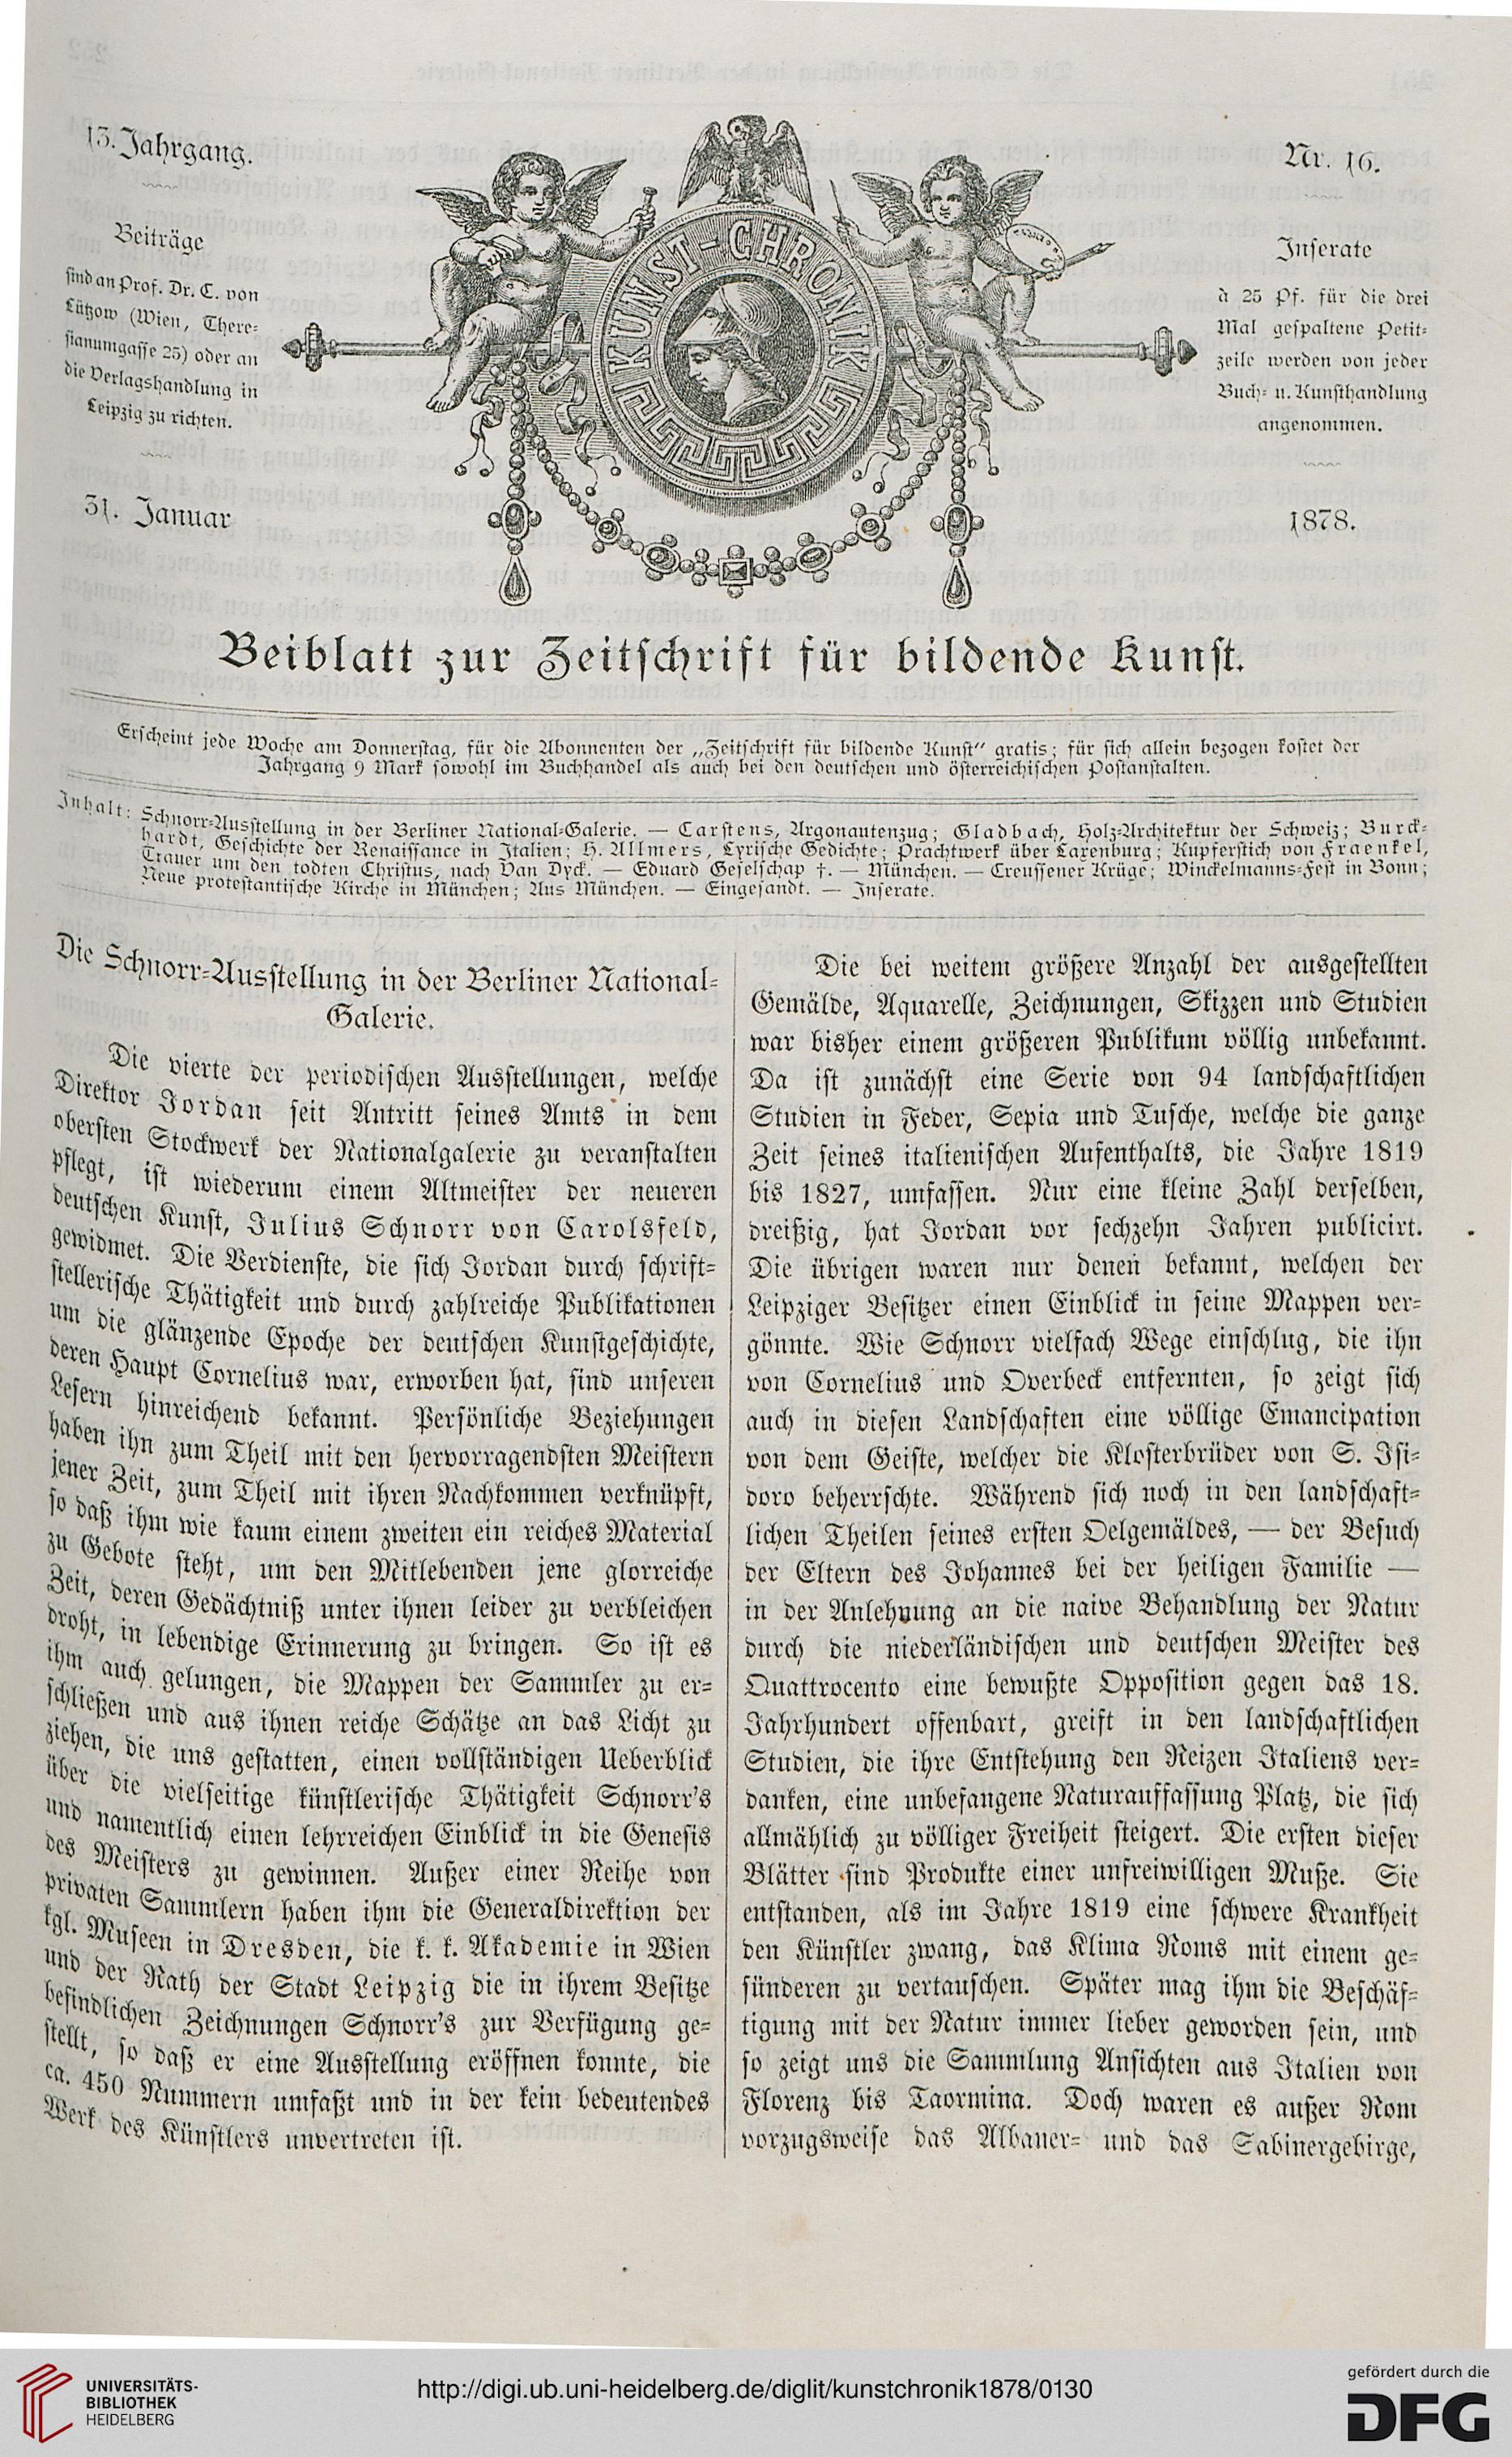 13. Jahrgang.
Nr. 16.
Beiträge
sind an Prof. Dr. C. von
Lützow (Wien, There-
sianumgasse 25) oder an
die Verlagshandlung in
Leipzig zu richten.
31. Januar
KUNST-CHRONIK
Inserate
à 25 Pf. für die drei
Mal gespaltene Petit-
zeile werden von jeder
Buch- u. Kunsthandlung
angenommen.
1878.
Beiblatt zur Zeitschrift für bildende Kunst.
Erscheint jede Woche am Donnerstag, für die Abonnenten der „Zeitschrift für bildende Kunst“ gratis; für sich allein bezogen kostet der
Jahrgang 9 Mark sowohl im Buchhandel als auch bei den deutschen und österreichischen Postanstalten.
Inhalt: Schnorr-Ausstellung in der Berliner National-Galerie. — Carstens, Argonautenzug; Gladbach, Holz-Architektur der Schweiz; Burck-
hardt, Geschichte der Renaissance in Italien; H. Allmers, Lyrische Gedichte; Prachtwerk über Laxenburg; Kupferstich von Fraenkel,
Trauer um den todten Christus, nach Van Dyck. — Eduard Geselschap †. — München. — Creussener Krüge; Winckelmanns-Fest in Bonn;
Neue protestantische Kirche in München; Aus München. — Eingesandt. — Inserate.
Die Schnorr-Ausstellung in der Berliner National-
Galerie.
Die vierte der periodischen Ausstellungen, welche
Direktor Jordan seit Antritt seines Amts in dem
obersten Stockwerk der Nationalgalerie zu veranstalten
pflegt, ist wiederum einem Altmeister der neueren
deutschen Kunst, Julius Schnorr von Carolsfeld,
gewidmet. Die Verdienste, die sich Jordan durch schrift-
stellerische Thätigkeit und durch zahlreiche Publikationen
um die glänzende Epoche der deutschen Kunstgeschichte,
deren Haupt Cornelius war, erworben hat, sind unseren
Lesern hinreichend bekannt. Persönliche Beziehungen
haben ihn zum Theil mit den hervorragendsten Meistern
jener Zeit, zum Theil mit ihren Nachkommen verknüpft,
so daß ihm wie kaum einem zweiten ein reiches Material
zu Gebote steht, um den Mitlebenden jene glorreiche
Zeit, deren Gedächtniß unter ihnen leider zu verbleichen
droht, in lebendige Erinnerung zu bringen. So ist es
ihm auch gelungen, die Mappen der Sammler zu er-
schließen und aus ihnen reiche Schätze an das Licht zu
ziehen, die uns gestatten, einen vollständigen Ueberblick
über die vielseitige künstlerische Thätigkeit Schnorr's
und namentlich einen lehrreichen Einblick in die Genesis
des Meisters zu gewinnen. Außer einer Reihe von
privaten Sammlern haben ihm die Generaldirektion der
kgl. Museen in Dresden, die k. k. Akademie in Wien
und der Rath der Stadt Leipzig die in ihrem Besitze
befindlichen Zeichnungen Schnorr's zur Verfügung ge-
stellt, so daß er eine Ausstellung eröffnen konnte, die
ca. 450 Nummern umfaßt und in der kein bedeutendes
Werk des Künstlers unvertreten ist.
Die bei weitem größere Anzahl der ausgestellten
Gemälde, Aquarelle, Zeichnungen, Skizzen und Studien
war bisher einem größeren Publikum völlig unbekannt.
Da ist zunächst eine Serie von 94 landschaftlichen
Studien in Feder, Sepia und Tusche, welche die ganze
Zeit seines italienischen Aufenthalts, die Jahre 1819
bis 1827, umfassen. Nur eine kleine Zahl derselben,
dreißig, hat Jordan vor sechzehn Jahren publicirt.
Die übrigen waren nur denen bekannt, welchen der
Leipziger Besitzer einen Einblick in seine Mappen ver-
gönnte. Wie Schnorr vielfach Wege einschlug, die ihn
von Cornelius und Overbeck entfernten, so zeigt sich
auch in diesen Landschaften eine völlige Emancipation
von dem Geiste, welcher die Klosterbrüder von S. Isi-
doro beherrschte. Während sich noch in den landschaft-
lichen Theilen seines ersten Oelgemäldes, — der Besuch
der Eltern des Johannes bei der heiligen Familie —
in der Anlehnung an die naive Behandlung der Natur
durch die niederländischen und deutschen Meister des
Quattrocento eine bewußte Opposition gegen das 18.
Jahrhundert offenbart, greift in den landschaftlichen
Studien, die ihre Entstehung den Reizen Italiens ver-
danken, eine unbefangene Naturauffassung Platz, die sich
allmählich zu völliger Freiheit steigert. Die ersten dieser
Blätter sind Produkte einer unfreiwilligen Muße. Sie
entstanden, als im Jahre 1819 eine schwere Krankheit
den Künstler zwang, das Klima Roms mit einem ge-
sünderen zu vertauschen. Später mag ihm die Beschäf-
tigung mit der Natur immer lieber geworden sein, und
so zeigt uns die Sammlung Ansichten aus Italien von
Florenz bis Taormina. Doch waren es außer Rom
vorzugsweise das Albaner- und das Sabinergebirge,
UNIVERSITÄTS-
BIBLIOTHEK
HEIDELBERG
http://digi.ub.uni-heidelberg.de/diglit/kunstchronik1878/0130
gefördert durch die
DFG